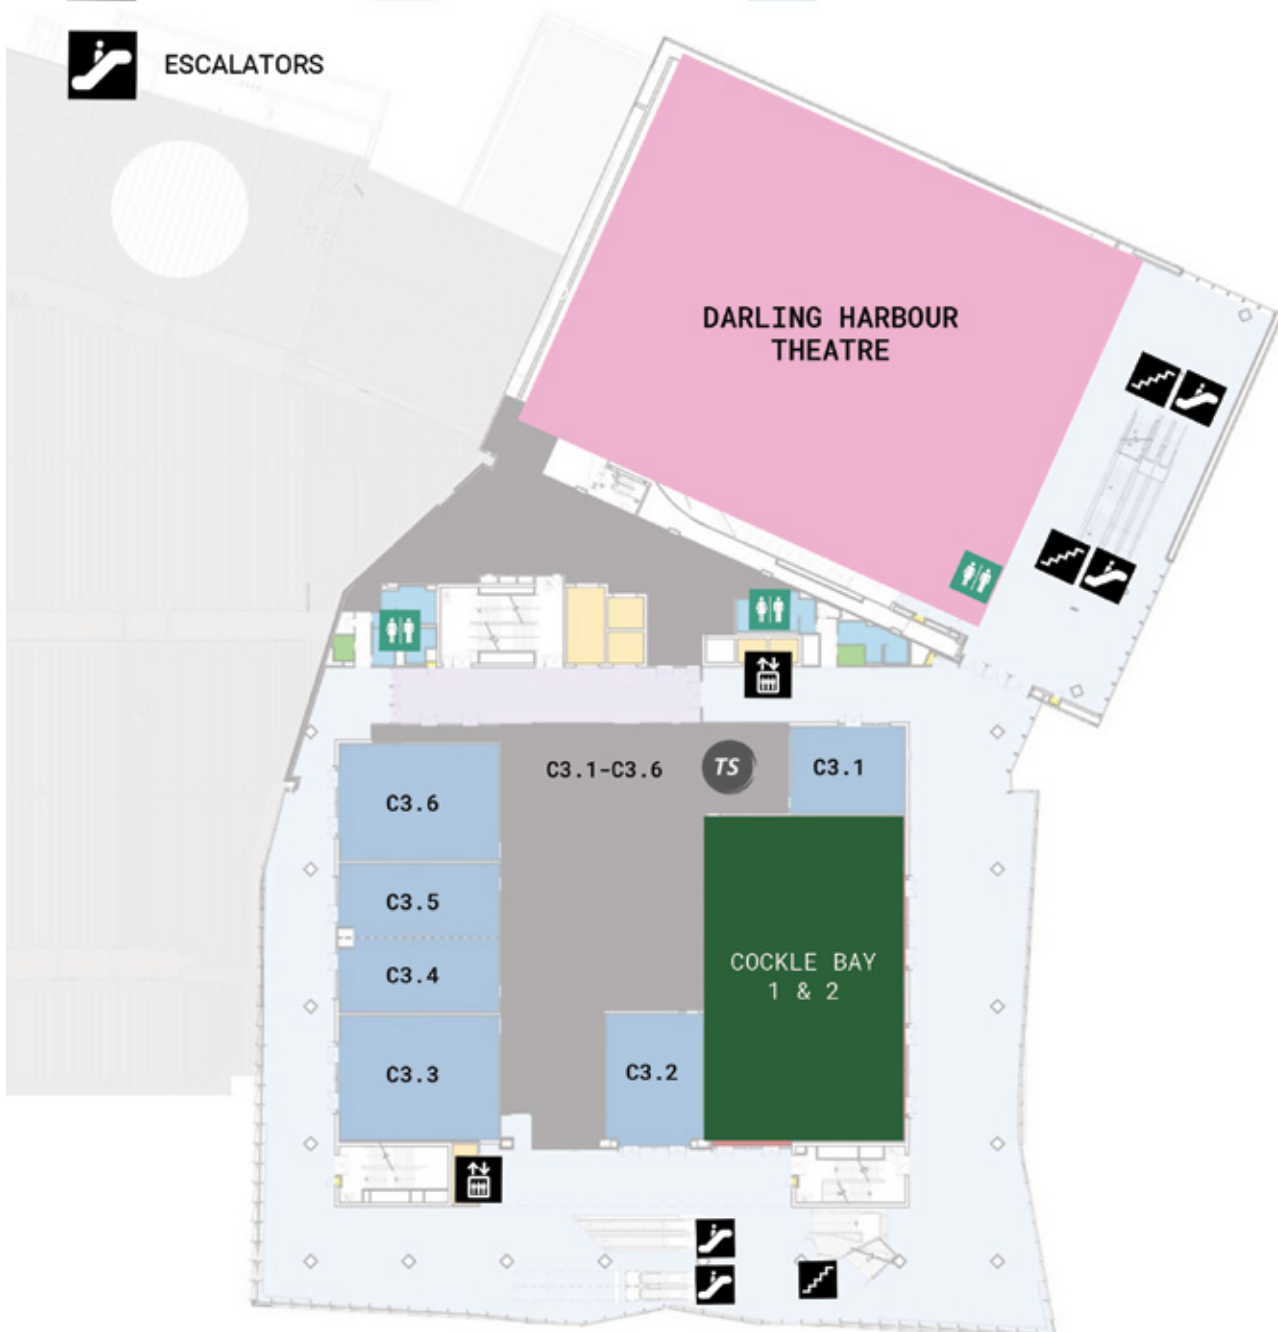 ESCALATORS
DARLING HARBOUR
THEATRE
C3.1-C3.6
TS
C3.1
C3.6
C3.5
C3.4
C3.3
C3.2
COCKLE BAY
1 & 2